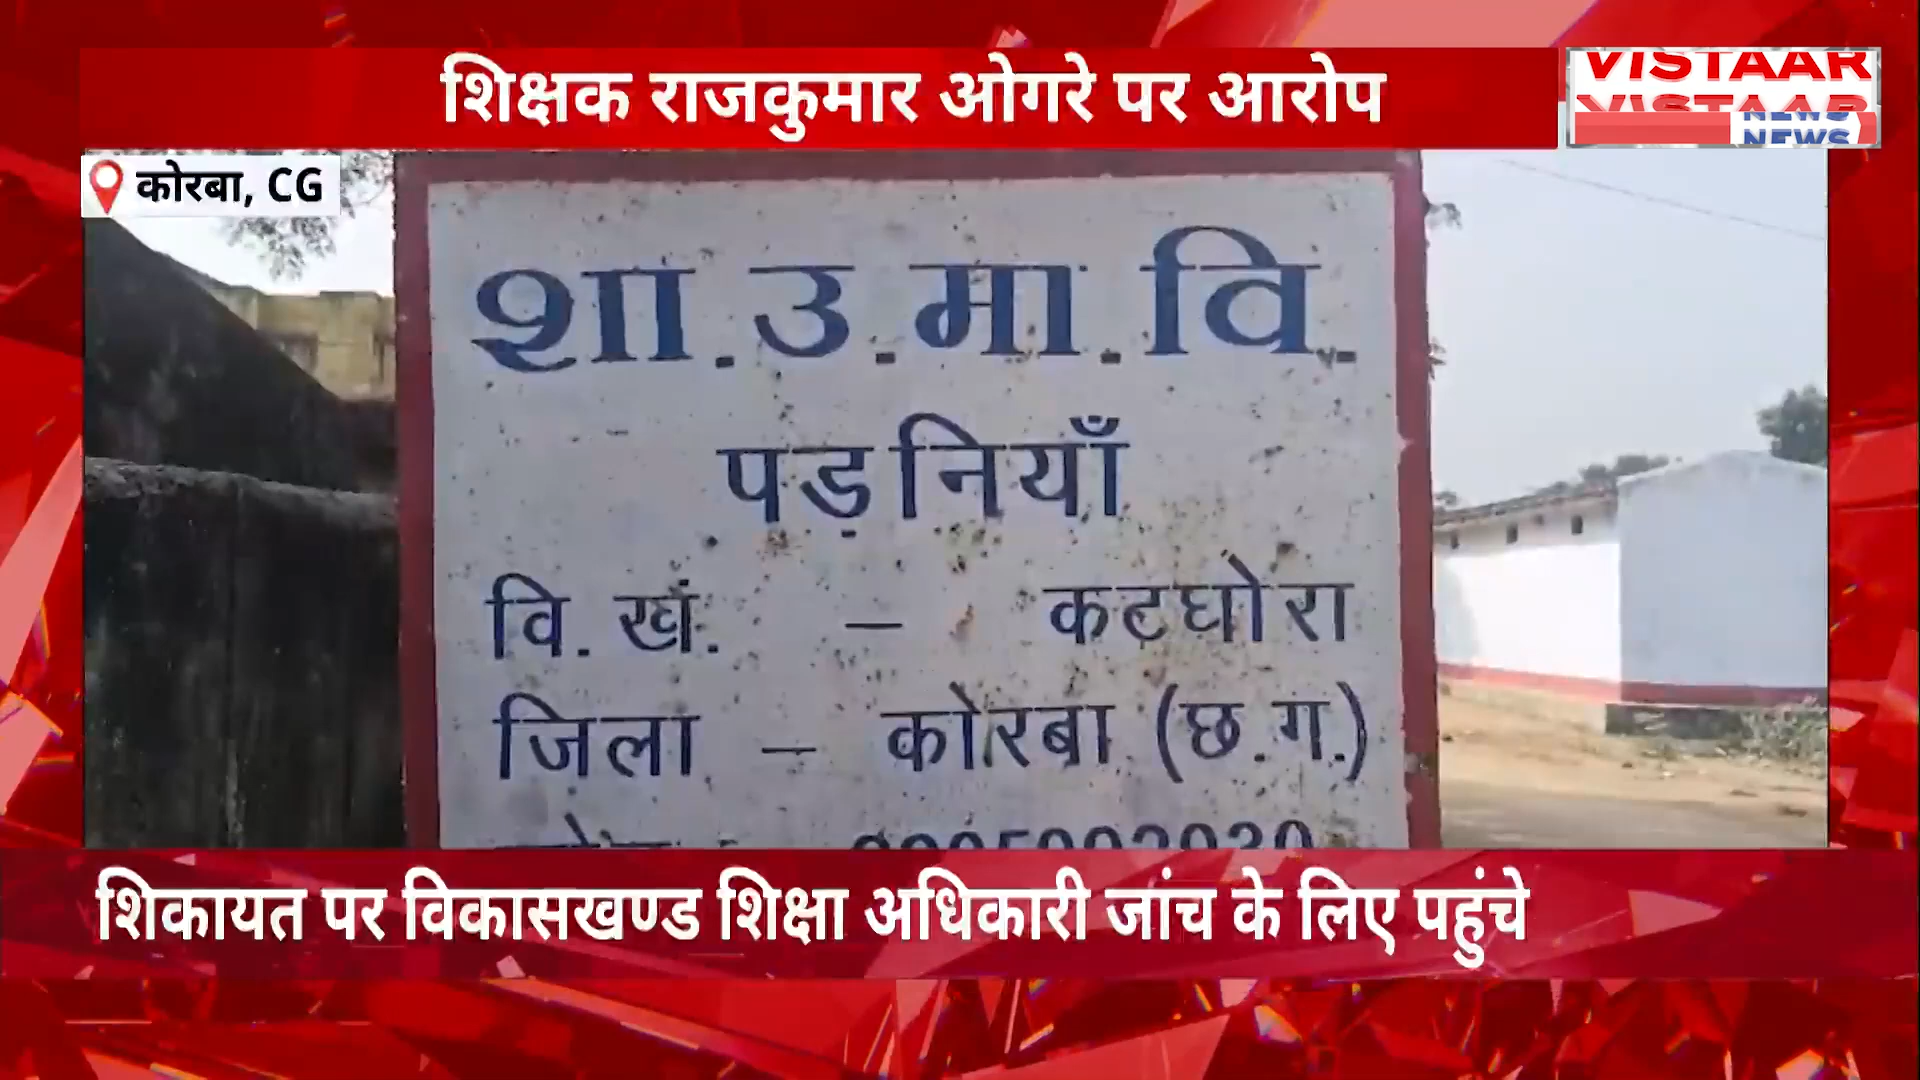 शिक्षक राजकुमार ओगरे पर आरोप
VISTAAR
NEWS
कोरबा, CG
शा.उ.मा.वि.
पड़नियाँ
वि. खं. – कटघोरा
जिला – कोरबा (छ.ग.)
शिकायत पर विकासखण्ड शिक्षा अधिकारी जांच के लिए पहुंचे